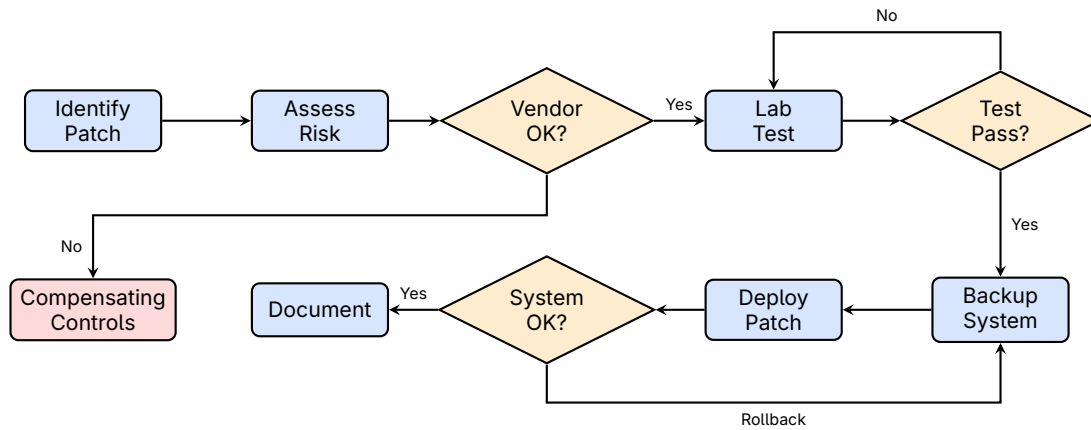 No
Identify
Patch
Assess
Risk
Vendor
OK?
Yes
Lab
Test
Test
Pass?
Yes
No
Compensating
Controls
Document
Yes
System
OK?
Deploy
Patch
Backup
System
Rollback